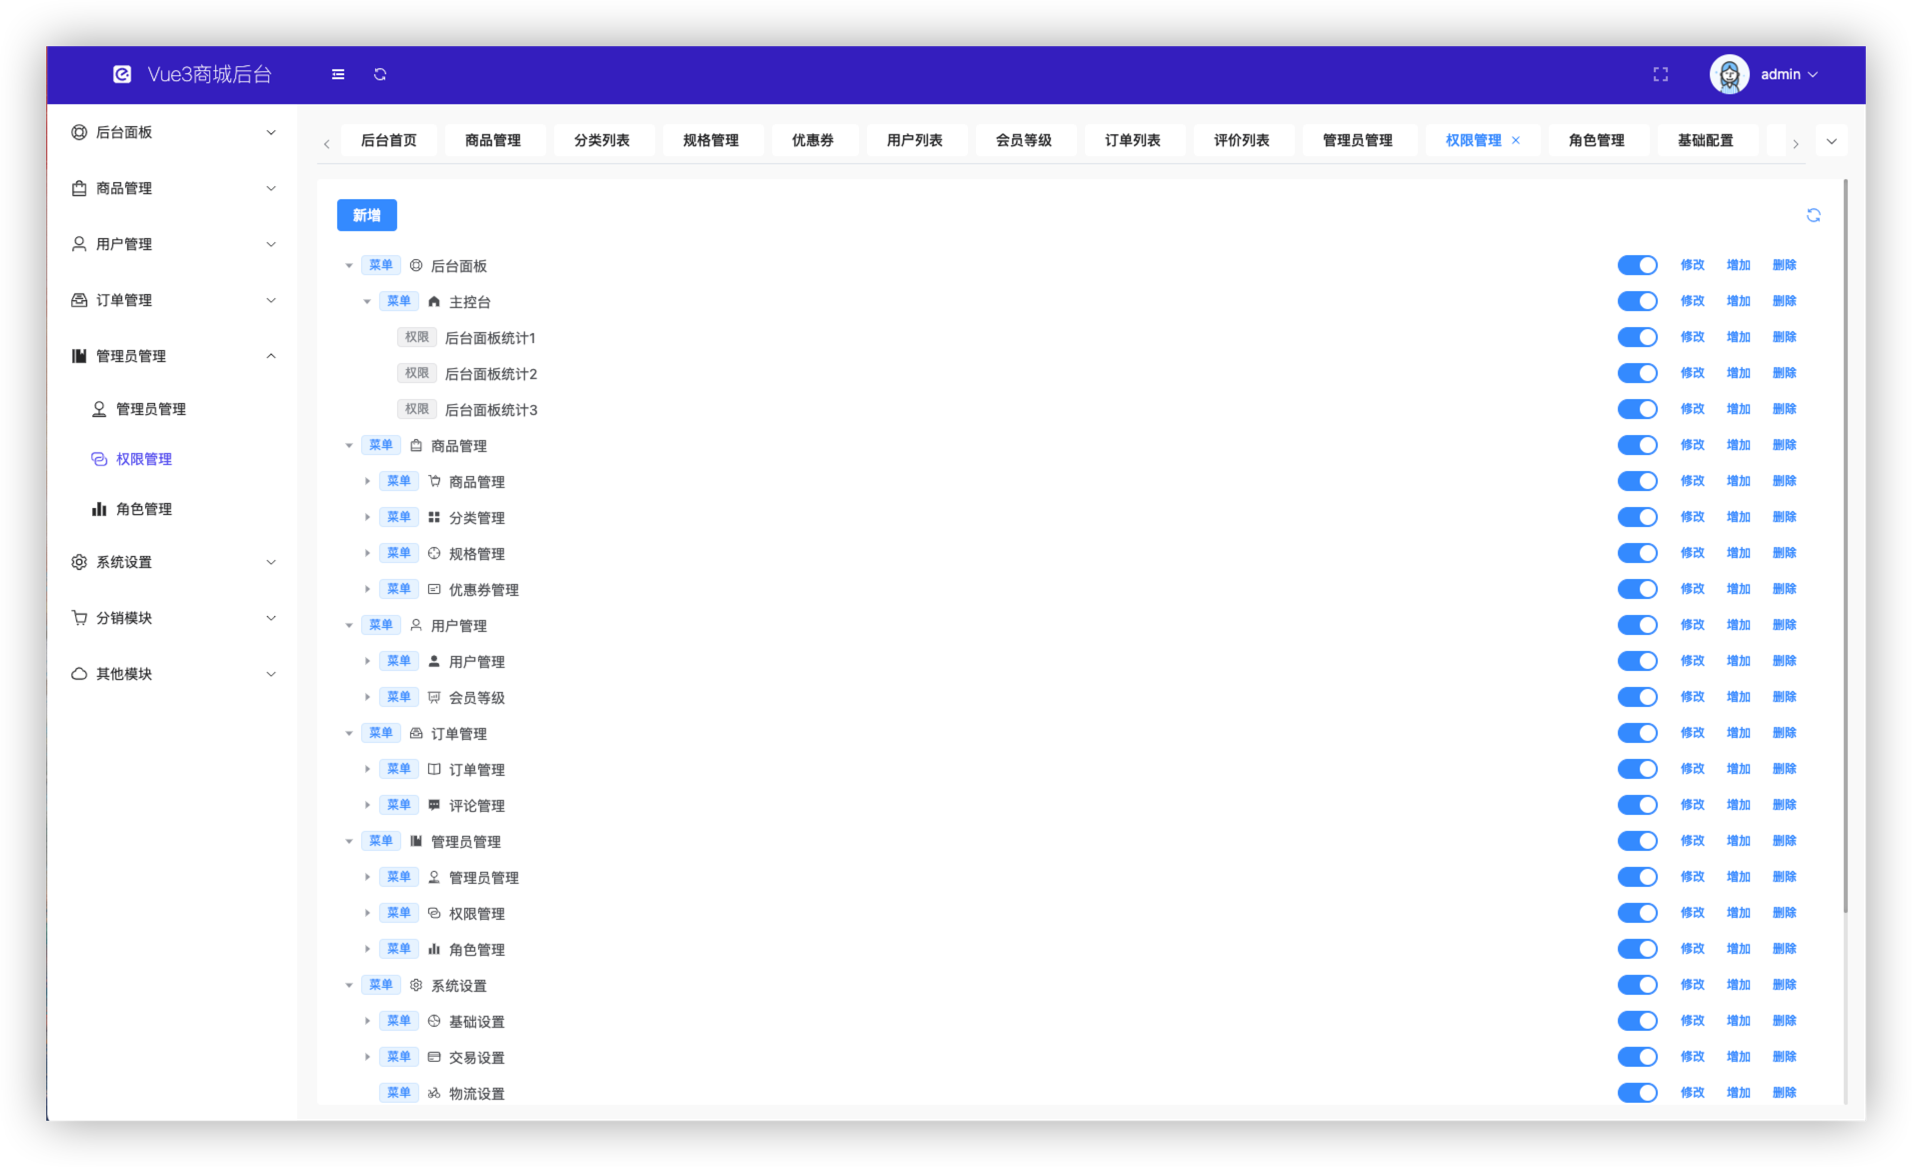 Vue3商城后台
admin
后台面板
商品管理
用户管理
订单管理
管理员管理
管理员管理
权限管理
角色管理
系统设置
分销模块
其他模块
后台首页 商品管理 分类列表 规格管理 优惠券 用户列表 会员等级 订单列表 评价列表 管理员管理 权限管理 角色管理 基础配置
新增
菜单 后台面板 修改 增加 删除
菜单 主控台 修改 增加 删除
权限 后台面板统计1 修改 增加 删除
权限 后台面板统计2 修改 增加 删除
权限 后台面板统计3 修改 增加 删除
菜单 商品管理 修改 增加 删除
菜单 商品管理 修改 增加 删除
菜单 分类管理 修改 增加 删除
菜单 规格管理 修改 增加 删除
菜单 优惠券管理 修改 增加 删除
菜单 用户管理 修改 增加 删除
菜单 用户管理 修改 增加 删除
菜单 会员等级 修改 增加 删除
菜单 订单管理 修改 增加 删除
菜单 订单管理 修改 增加 删除
菜单 评论管理 修改 增加 删除
菜单 管理员管理 修改 增加 删除
菜单 管理员管理 修改 增加 删除
菜单 权限管理 修改 增加 删除
菜单 角色管理 修改 增加 删除
菜单 系统设置 修改 增加 删除
菜单 基础设置 修改 增加 删除
菜单 交易设置 修改 增加 删除
菜单 物流设置 修改 增加 删除